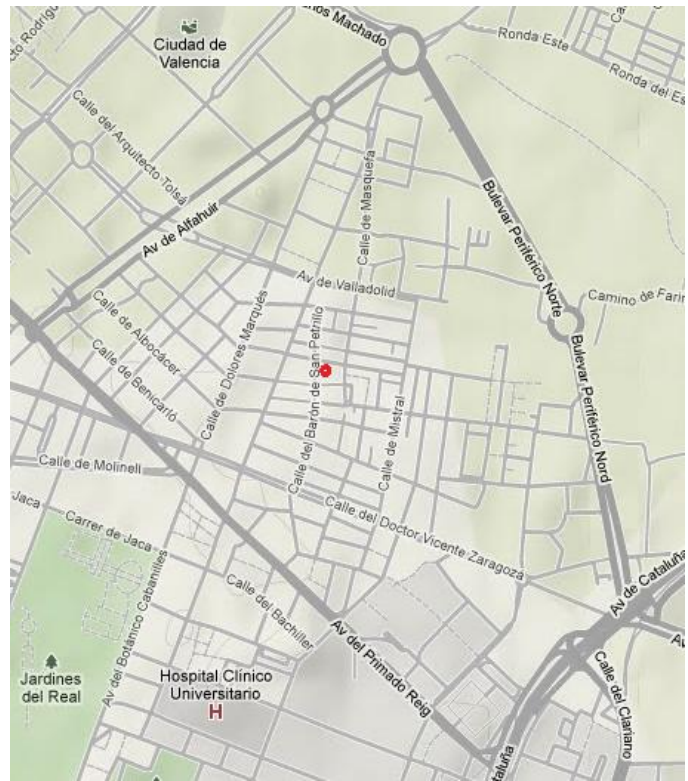 Machado
Ronda Este
Ciudad de
Valencia
Ronda del Es
Calle del Arquitecto Tolsá
Calle de Masquefa
Av de Alfahuir
Bulevar Periférico Norte
Av de Valladolid
Camino de Farin
Calle de Albocácer
Calle de Dolores Marqués
Calle del Barón de San Petrillo
Calle de Benicarló
Bulevar Periférico Nord
Calle de Mistral
Calle de Molinell
Jaca
Carrer de Jaca
Calle del Doctor Vicente Zaragoza
Av del Botánico Cabanilles
Calle del Bachiller
Av de Cataluña
Av del Primado Reig
Av
Jardines
del Real
Hospital Clínico
Universitario
H
Calle del Clariano
cataluña